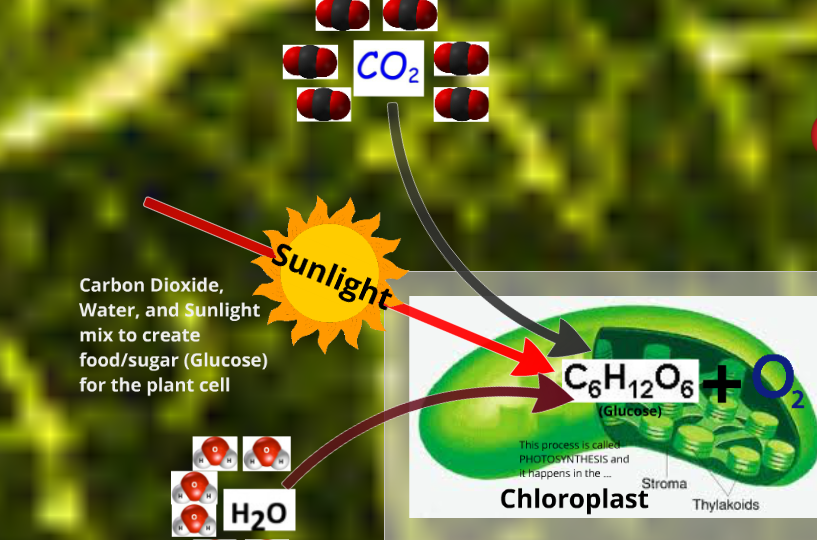 CO₂
Sunlight
Carbon Dioxide,
Water, and Sunlight
mix to create
food/sugar (Glucose)
for the plant cell
C₆H₁₂O₆ + O₂
(Glucose)
This process is called
PHOTOSYNTHESIS and
it happens in the ...
Chloroplast
Stroma
Thylakoids
O
H H
O
H H
O
H H
O
H H
H₂O